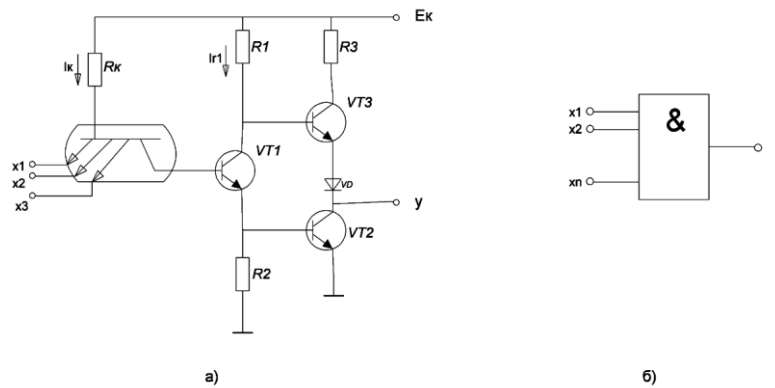 Eк
Iк
Rк
Ir1
R1
R3
VT3
x1
x2
x3
VT1
VD
y
VT2
R2
а)
&
x1
x2
xn
б)